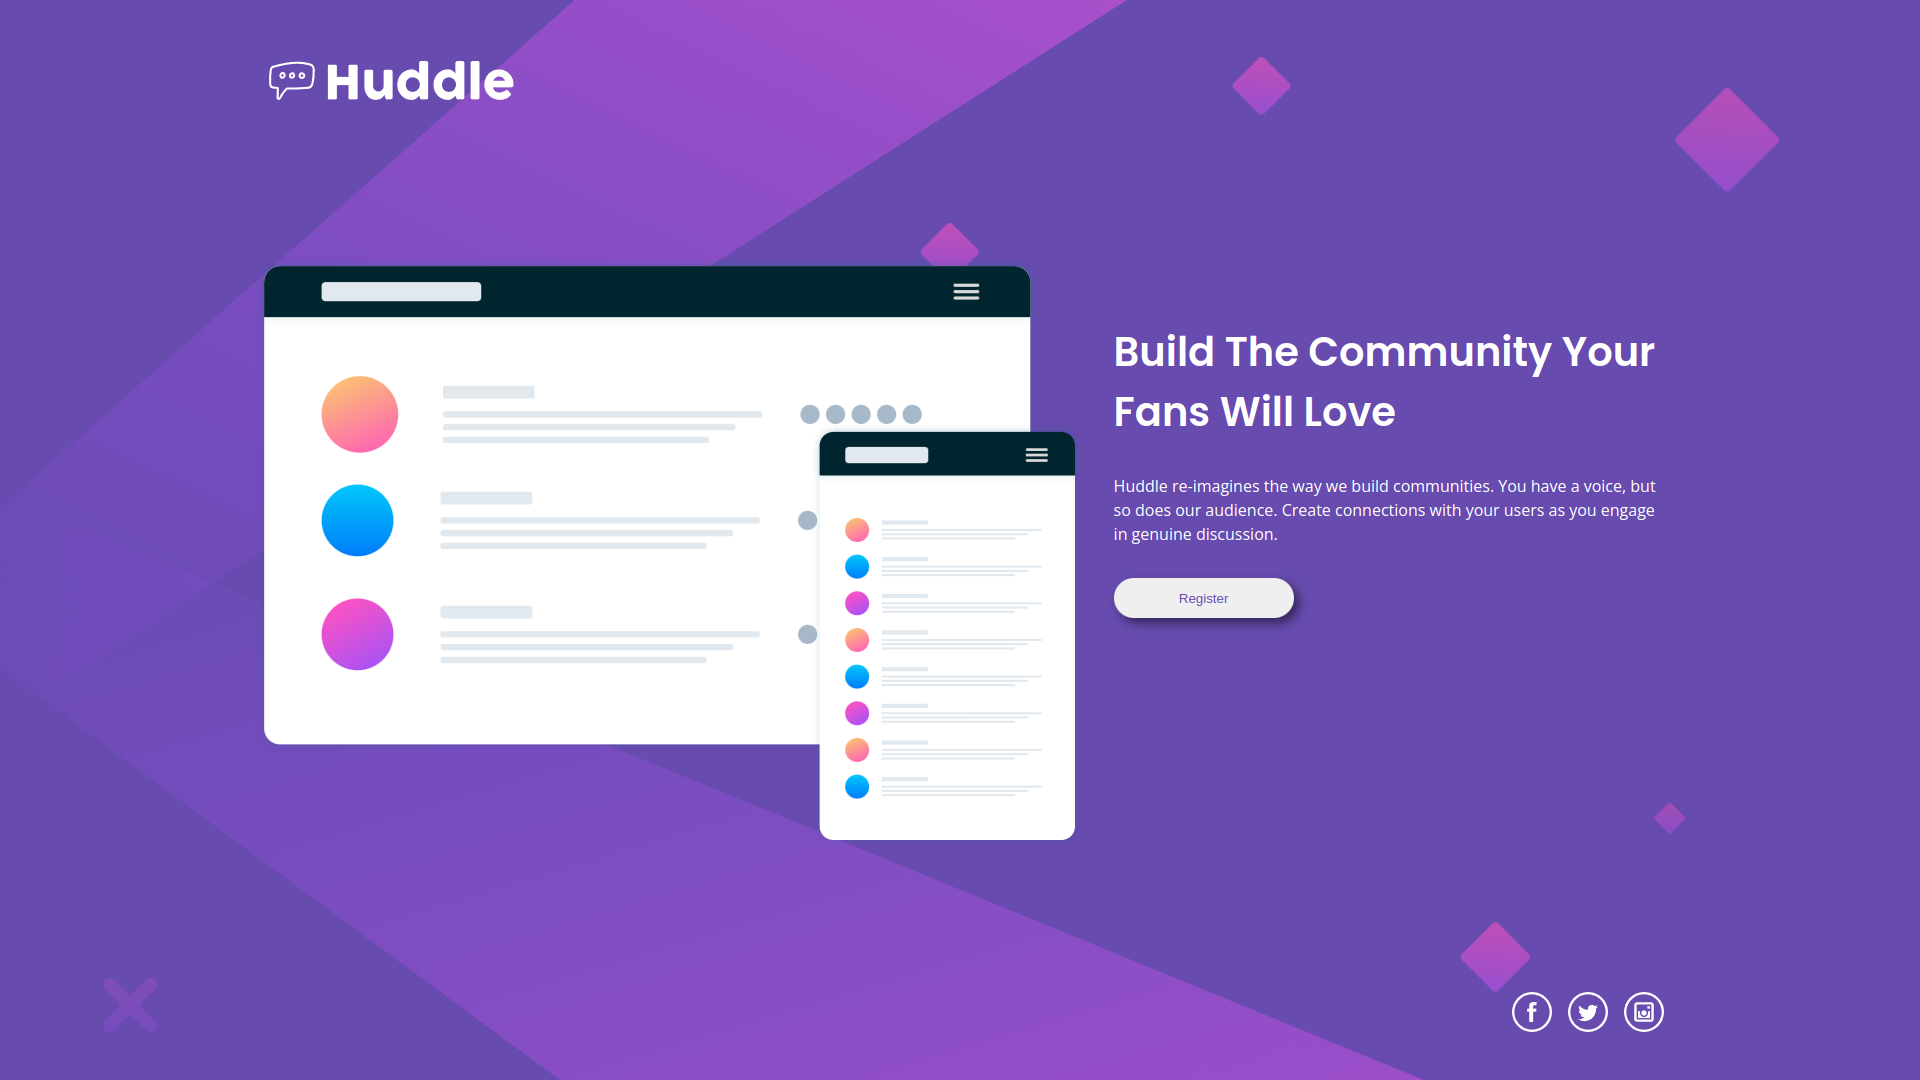 Huddle
Build The Community Your
Fans Will Love
Huddle re-imagines the way we build communities. You have a voice, but
so does our audience. Create connections with your users as you engage
in genuine discussion.
Register